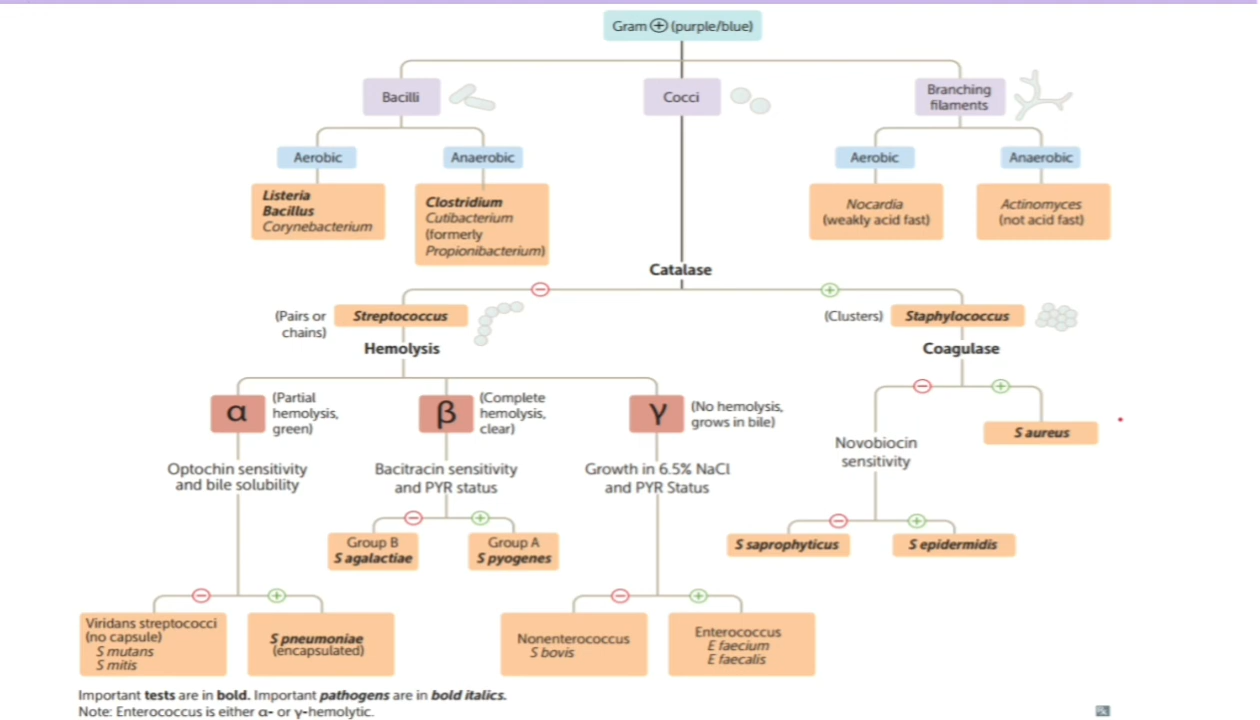 Gram ⊕ (purple/blue)
Bacilli
Cocci
Branching
filaments
Aerobic
Anaerobic
Aerobic
Anaerobic
Listeria
Bacillus
Corynebacterium
Clostridium
Cutibacterium
(formerly
Propionibacterium)
Nocardia
(weakly acid fast)
Actinomyces
(not acid fast)
Catalase
⊖
⊕
(Pairs or
chains)
Streptococcus
(Clusters)
Staphylococcus
Hemolysis
Coagulase
⊖
⊕
α
(Partial
hemolysis,
green)
β
(Complete
hemolysis,
clear)
γ
(No hemolysis,
grows in bile)
S aureus
Novobiocin
sensitivity
Optochin sensitivity
and bile solubility
Bacitracin sensitivity
and PYR status
Growth in 6.5% NaCl
and PYR Status
⊖
⊕
⊖
⊕
Group B
S agalactiae
Group A
S pyogenes
S saprophyticus
S epidermidis
⊖
⊕
⊖
⊕
Viridans streptococci
(no capsule)
S mutans
S mitis
S pneumoniae
(encapsulated)
Nonenterococcus
S bovis
Enterococcus
E faecium
E faecalis
Important tests are in bold. Important pathogens are in bold italics.
Note: Enterococcus is either α- or γ-hemolytic.